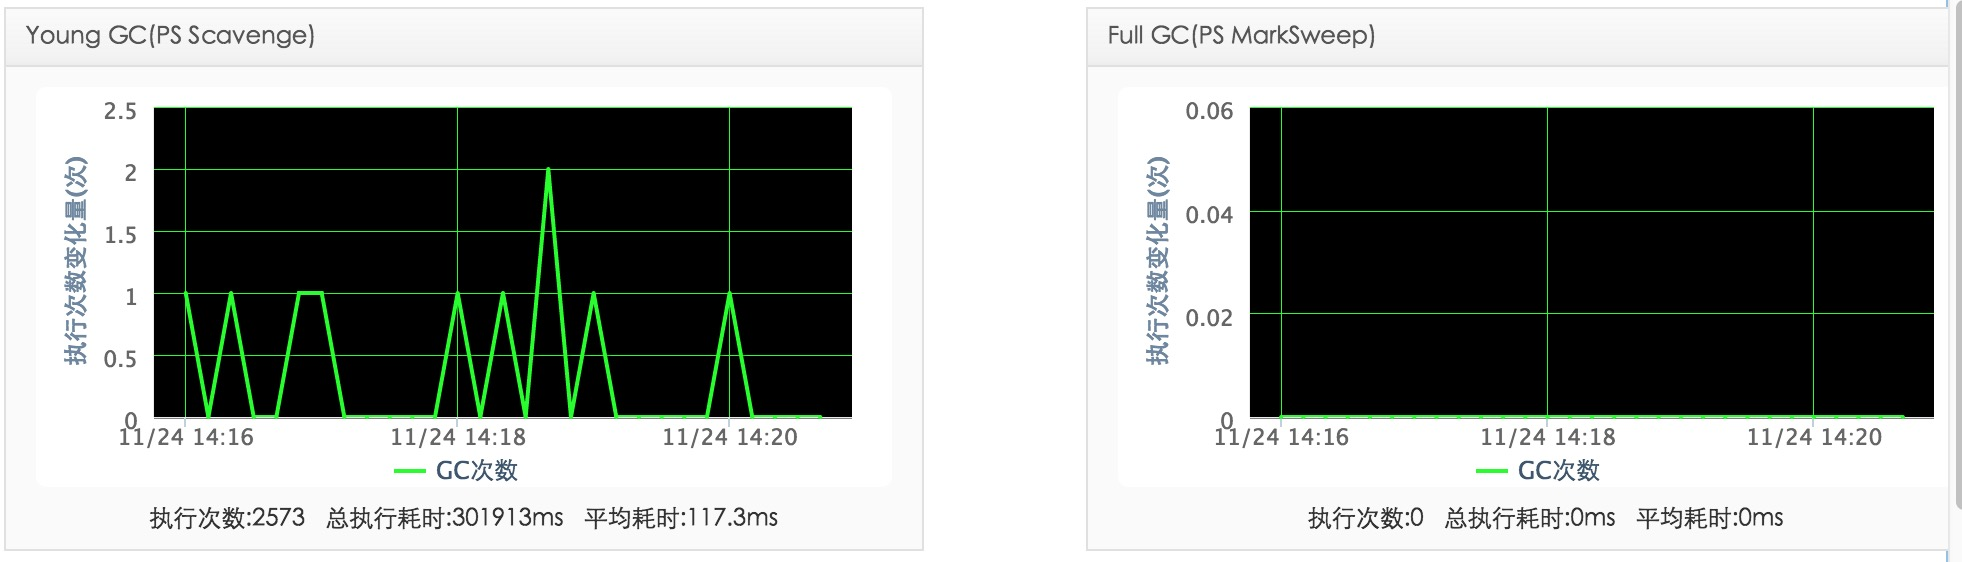 Young GC(PS Scavenge)
2.5
2
1.5
1
0.5
0
执行次数变化量(次)
11/24 14:16
11/24 14:18
11/24 14:20
GC次数
执行次数:2573 总执行耗时:301913ms 平均耗时:117.3ms
Full GC(PS MarkSweep)
0.06
0.04
0.02
0
执行次数变化量(次)
11/24 14:16
11/24 14:18
11/24 14:20
GC次数
执行次数:0 总执行耗时:0ms 平均耗时:0ms